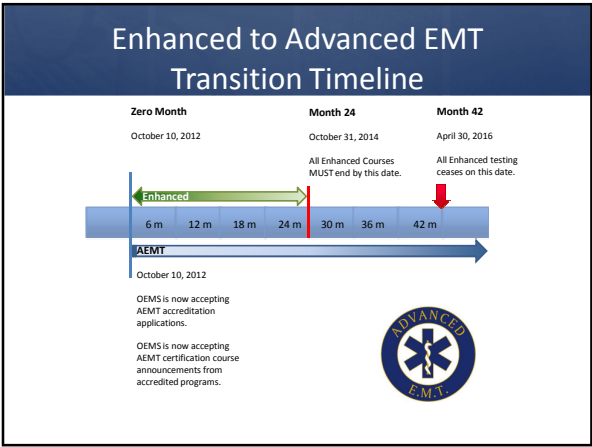 Enhanced to Advanced EMT
Transition Timeline
Zero Month
October 10, 2012
Month 24
October 31, 2014
All Enhanced Courses
MUST end by this date.
Month 42
April 30, 2016
All Enhanced testing
ceases on this date.
Enhanced
6 m 12 m 18 m 24 m 30 m 36 m 42 m
AEMT
October 10, 2012
OEMS is now accepting
AEMT accreditation
applications.
OEMS is now accepting
AEMT certification course
announcements from
accredited programs.
ADVANCED
E.M.T.